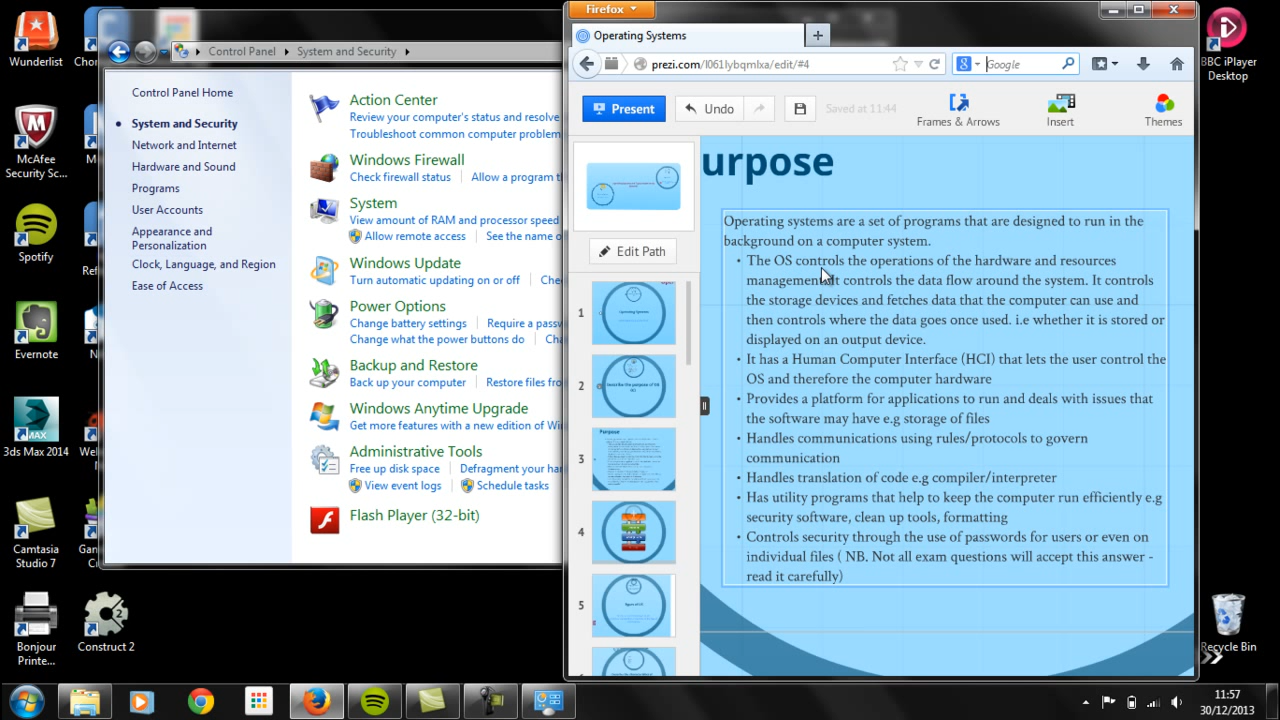 Wunderlist
McAfee
Security Sc...
Spotify
Evernote
3ds Max 2014
Camtasia
Studio 7
Bonjour
Printe...
Construct 2
Control Panel
System and Security
Control Panel Home
System and Security
Network and Internet
Hardware and Sound
Programs
User Accounts
Appearance and
Personalization
Clock, Language, and Region
Ease of Access
Action Center
Review your computer's status and resolve
Troubleshoot common computer problem
Windows Firewall
Check firewall status
Allow a program th
System
View amount of RAM and processor speed
Allow remote access
See the name o
Windows Update
Turn automatic updating on or off
Power Options
Change battery settings
Require a passw
Change what the power buttons do
Cha
Backup and Restore
Back up your computer
Restore files fro
Windows Anytime Upgrade
Get more features with a new edition of Wi
Administrative Tools
Free up disk space
Defragment your har
View event logs
Schedule tasks
Flash Player (32-bit)
Firefox
Operating Systems
prezi.com/l061lybqmlxa/edit/#4
Google
Present
Undo
Saved at 11:44
Frames & Arrows
Insert
Themes
Edit Path
1
2
3
Purpose
4
5
urpose
Operating systems are a set of programs that are designed to run in the
background on a computer system.
• The OS controls the operations of the hardware and resources
management. It controls the data flow around the system. It controls
the storage devices and fetches data that the computer can use and
then controls where the data goes once used. i.e whether it is stored or
displayed on an output device.
• It has a Human Computer Interface (HCI) that lets the user control the
OS and therefore the computer hardware
• Provides a platform for applications to run and deals with issues that
the software may have e.g storage of files
• Handles communications using rules/protocols to govern
communication
• Handles translation of code e.g compiler/interpreter
• Has utility programs that help to keep the computer run efficiently e.g
security software, clean up tools, formatting
• Controls security through the use of passwords for users or even on
individual files ( NB. Not all exam questions will accept this answer -
read it carefully)
BBC iPlayer
Desktop
Recycle Bin
11:57
30/12/2013